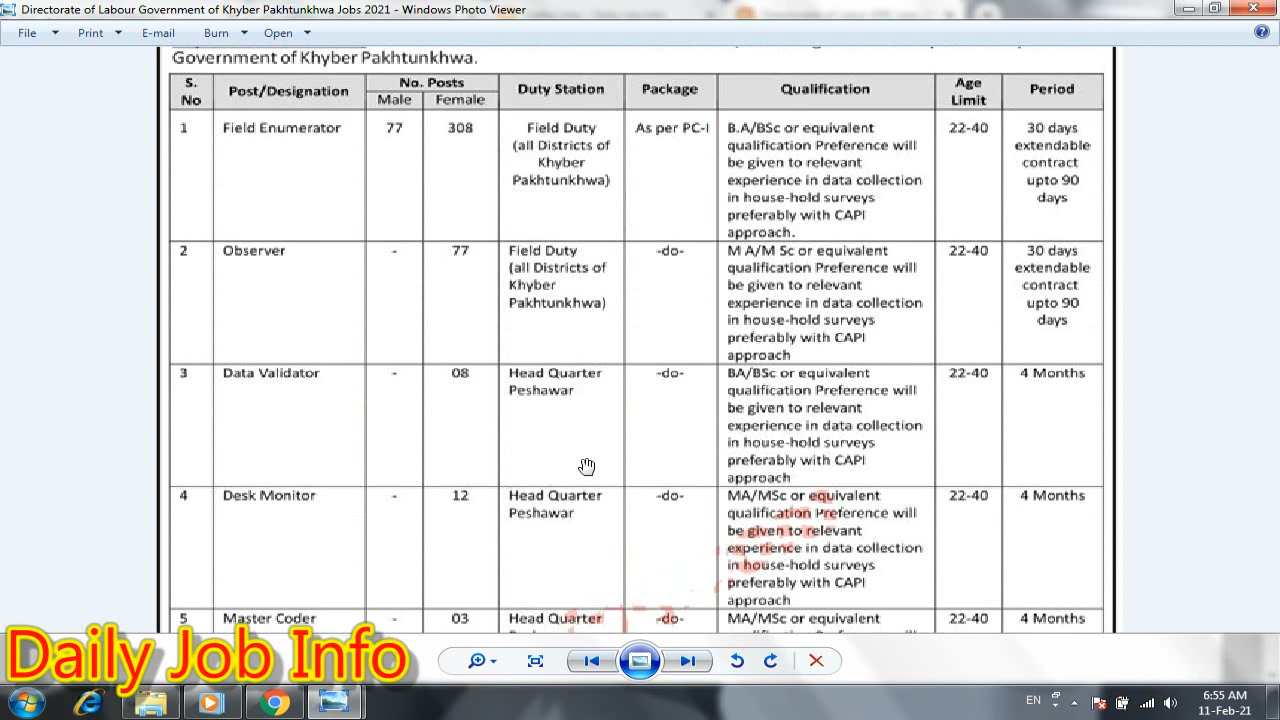 Directorate of Labour Government of Khyber Pakhtunkhwa Jobs 2021 - Windows Photo Viewer
File Print E-mail Burn Open
Government of Khyber Pakhtunkhwa.
S. No Post/Designation No. Posts Male Female Duty Station Package Qualification Age Limit Period
1 Field Enumerator 77 308 Field Duty As per PC-I B.A/BSc or equivalent 22-40 30 days
(all Districts of qualification Preference will extendable
Khyber be given to relevant contract
Pakhtunkhwa) experience in data collection upto 90
in house-hold surveys days
preferably with CAPI
approach.
2 Observer - 77 Field Duty -do- M A/M Sc or equivalent 22-40 30 days
(all Districts of qualification Preference will extendable
Khyber be given to relevant contract
Pakhtunkhwa) experience in data collection upto 90
in house-hold surveys days
preferably with CAPI
approach
3 Data Validator - 08 Head Quarter -do- BA/BSc or equivalent 22-40 4 Months
Peshawar qualification Preference will
be given to relevant
experience in data collection
in house-hold surveys
preferably with CAPI
approach
4 Desk Monitor - 12 Head Quarter -do- MA/MSc or equivalent 22-40 4 Months
Peshawar qualification Preference will
be given to relevant
experience in data collection
in house-hold surveys
preferably with CAPI
approach
5 Master Coder - 03 Head Quarter -do- MA/MSc or equivalent 22-40 4 Months
Daily Job Info
EN
6:55 AM
11-Feb-21